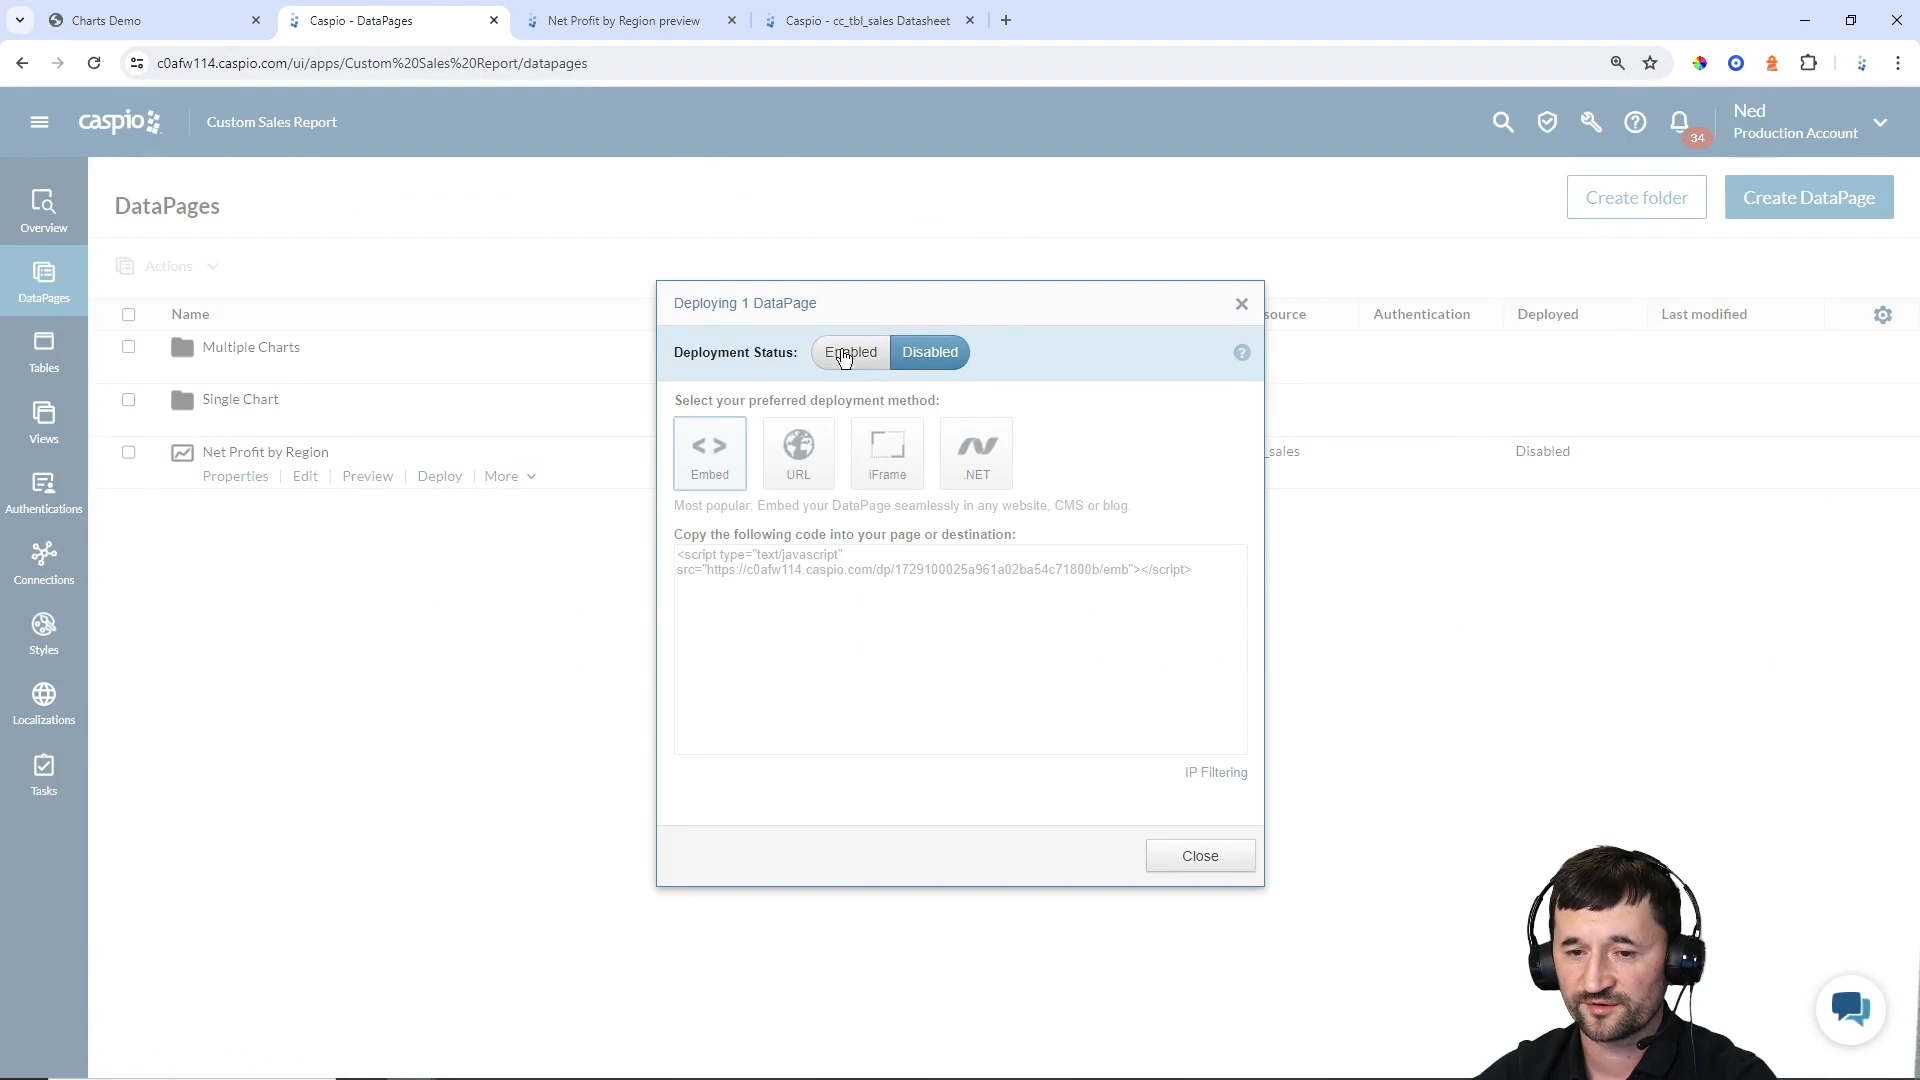 Charts Demo
Caspio - DataPages
Net Profit by Region preview
Caspio - cc_tbl_sales Datasheet
c0afw114.caspio.com/ui/apps/Custom%20Sales%20Report/datapages
caspio
Custom Sales Report
34
Ned
Production Account
Overview
DataPages
Tables
Views
Authentications
Connections
Styles
Localizations
Tasks
DataPages
Create folder
Create DataPage
Actions
Name
source
Authentication
Deployed
Last modified
Multiple Charts
Single Chart
Net Profit by Region
_sales
Disabled
Properties
Edit
Preview
Deploy
More
Deploying 1 DataPage
Deployment Status:
Enabled
Disabled
?
Select your preferred deployment method:
Embed
URL
iFrame
.NET
Most popular: Embed your DataPage seamlessly in any website, CMS or blog.
Copy the following code into your page or destination:
<script type="text/javascript"
src="https://c0afw114.caspio.com/dp/1729100025a961a02ba54c71800b/emb"></script>
IP Filtering
Close